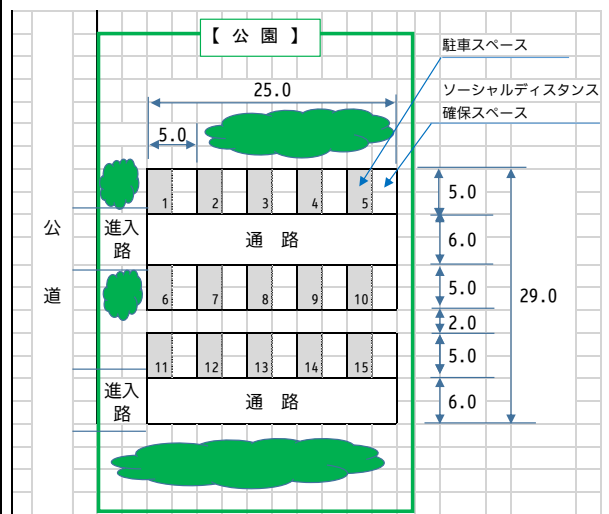 【 公 園 】
駐車スペース
ソーシャルディスタンス
確保スペース
25.0
5.0
1
2
3
4
5
5.0
公
道
進入
路
通 路
6.0
6
7
8
9
10
5.0
29.0
2.0
11
12
13
14
15
5.0
進入
路
通 路
6.0